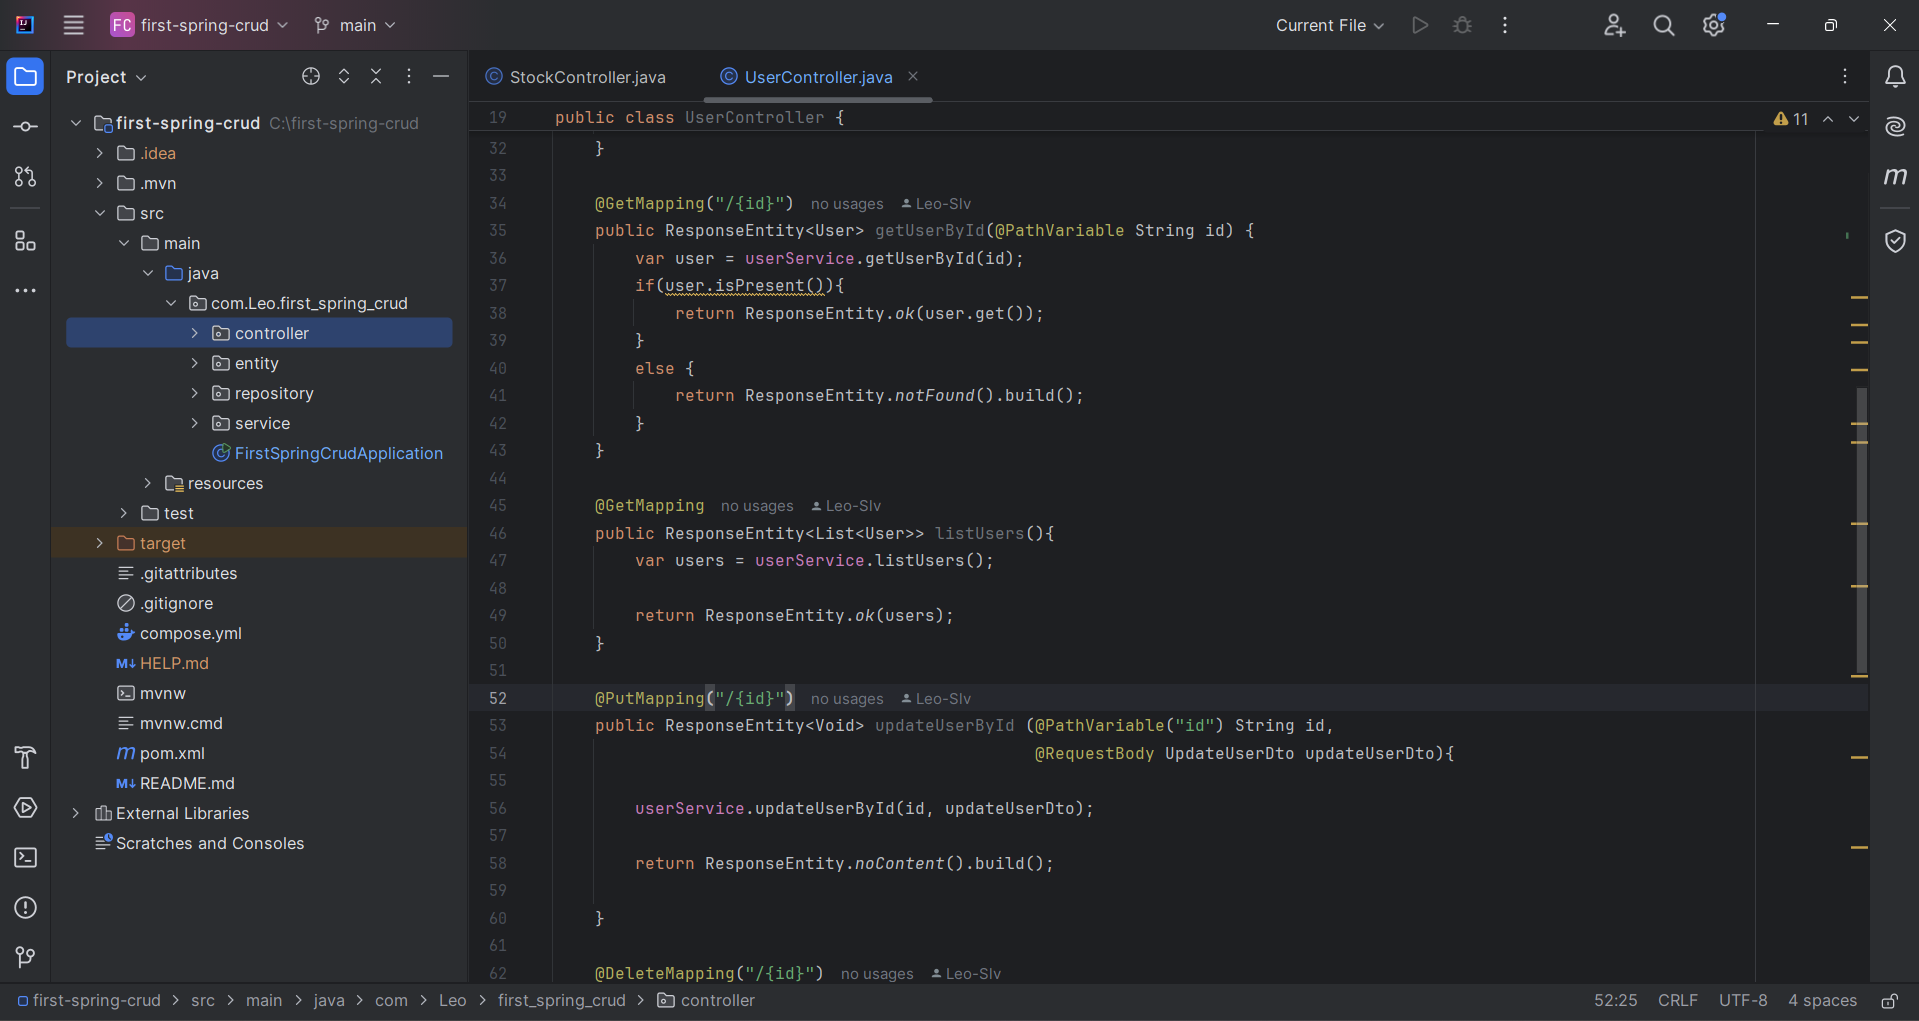 FC first-spring-crud main Current File
Project
first-spring-crud C:\first-spring-crud
.idea
.mvn
src
main
java
com.Leo.first_spring_crud
controller
entity
repository
service
FirstSpringCrudApplication
resources
test
target
.gitattributes
.gitignore
compose.yml
HELP.md
mvnw
mvnw.cmd
pom.xml
README.md
External Libraries
Scratches and Consoles
StockController.java UserController.java
19 public class UserController { 11
32 }
33
34 @GetMapping("/{id}") no usages Leo-Slv
35 public ResponseEntity<User> getUserById(@PathVariable String id) {
36 var user = userService.getUserById(id);
37 if(user.isPresent()){
38 return ResponseEntity.ok(user.get());
39 }
40 else {
41 return ResponseEntity.notFound().build();
42 }
43 }
44
45 @GetMapping no usages Leo-Slv
46 public ResponseEntity<List<User>> listUsers(){
47 var users = userService.listUsers();
48
49 return ResponseEntity.ok(users);
50 }
51
52 @PutMapping("/{id}") no usages Leo-Slv
53 public ResponseEntity<Void> updateUserById (@PathVariable("id") String id,
54 @RequestBody UpdateUserDto updateUserDto){
55
56 userService.updateUserById(id, updateUserDto);
57
58 return ResponseEntity.noContent().build();
59
60 }
61
62 @DeleteMapping("/{id}") no usages Leo-Slv
first-spring-crud > src > main > java > com > Leo > first_spring_crud > controller 52:25 CRLF UTF-8 4 spaces